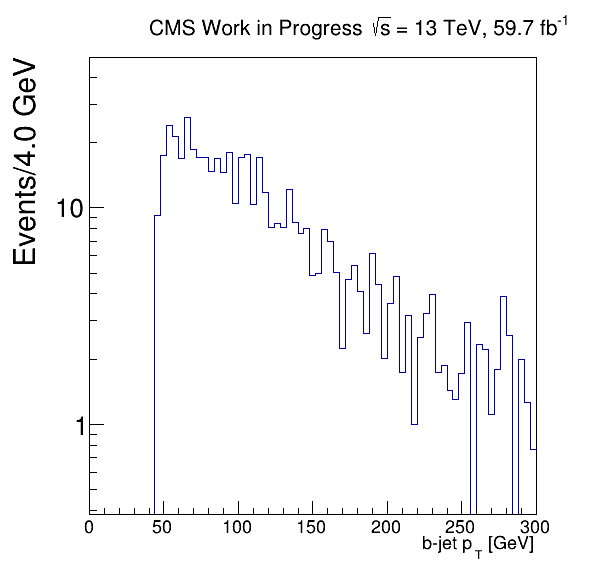 CMS Work in Progress √s = 13 TeV, 59.7 fb⁻¹
Events/4.0 GeV
10
1
0 50 100 150 200 250 300
b-jet p_T [GeV]